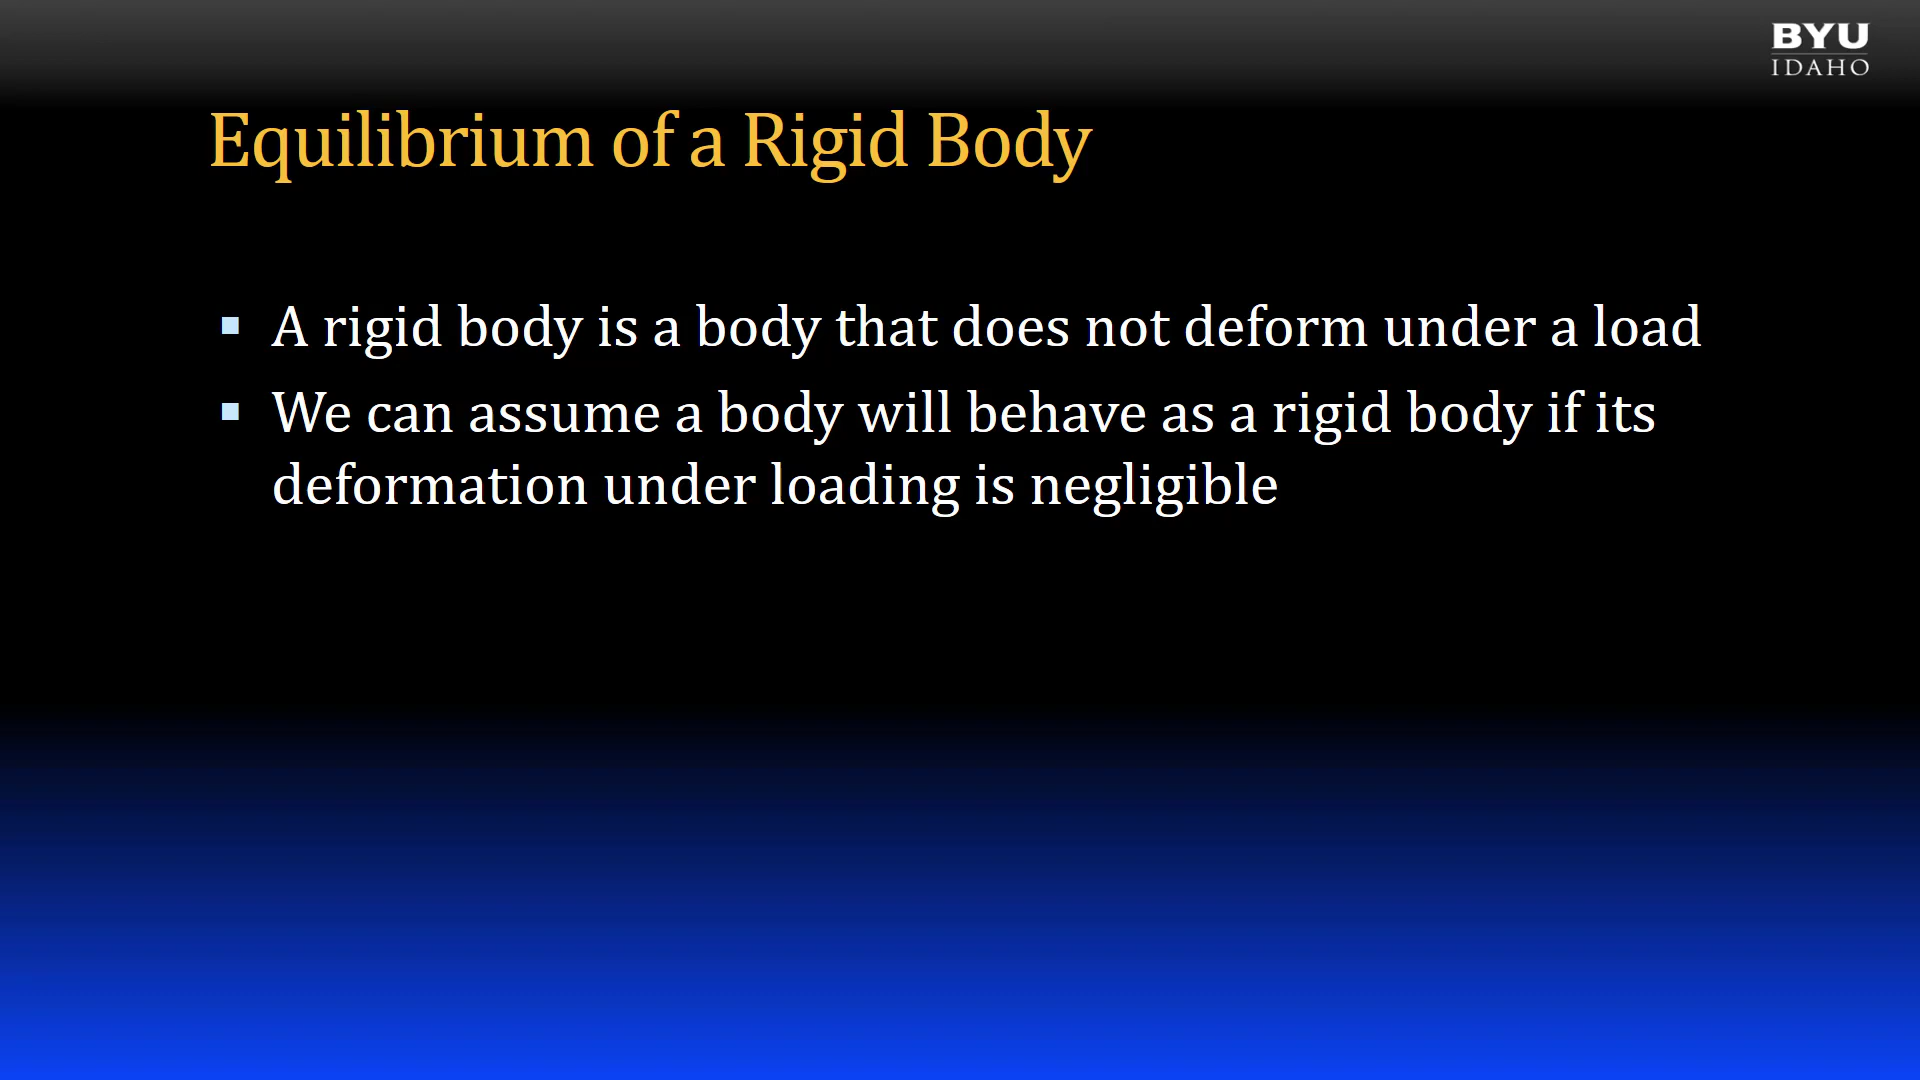 BYU
IDAHO
Equilibrium of a Rigid Body
▪ A rigid body is a body that does not deform under a load
▪ We can assume a body will behave as a rigid body if its
deformation under loading is negligible